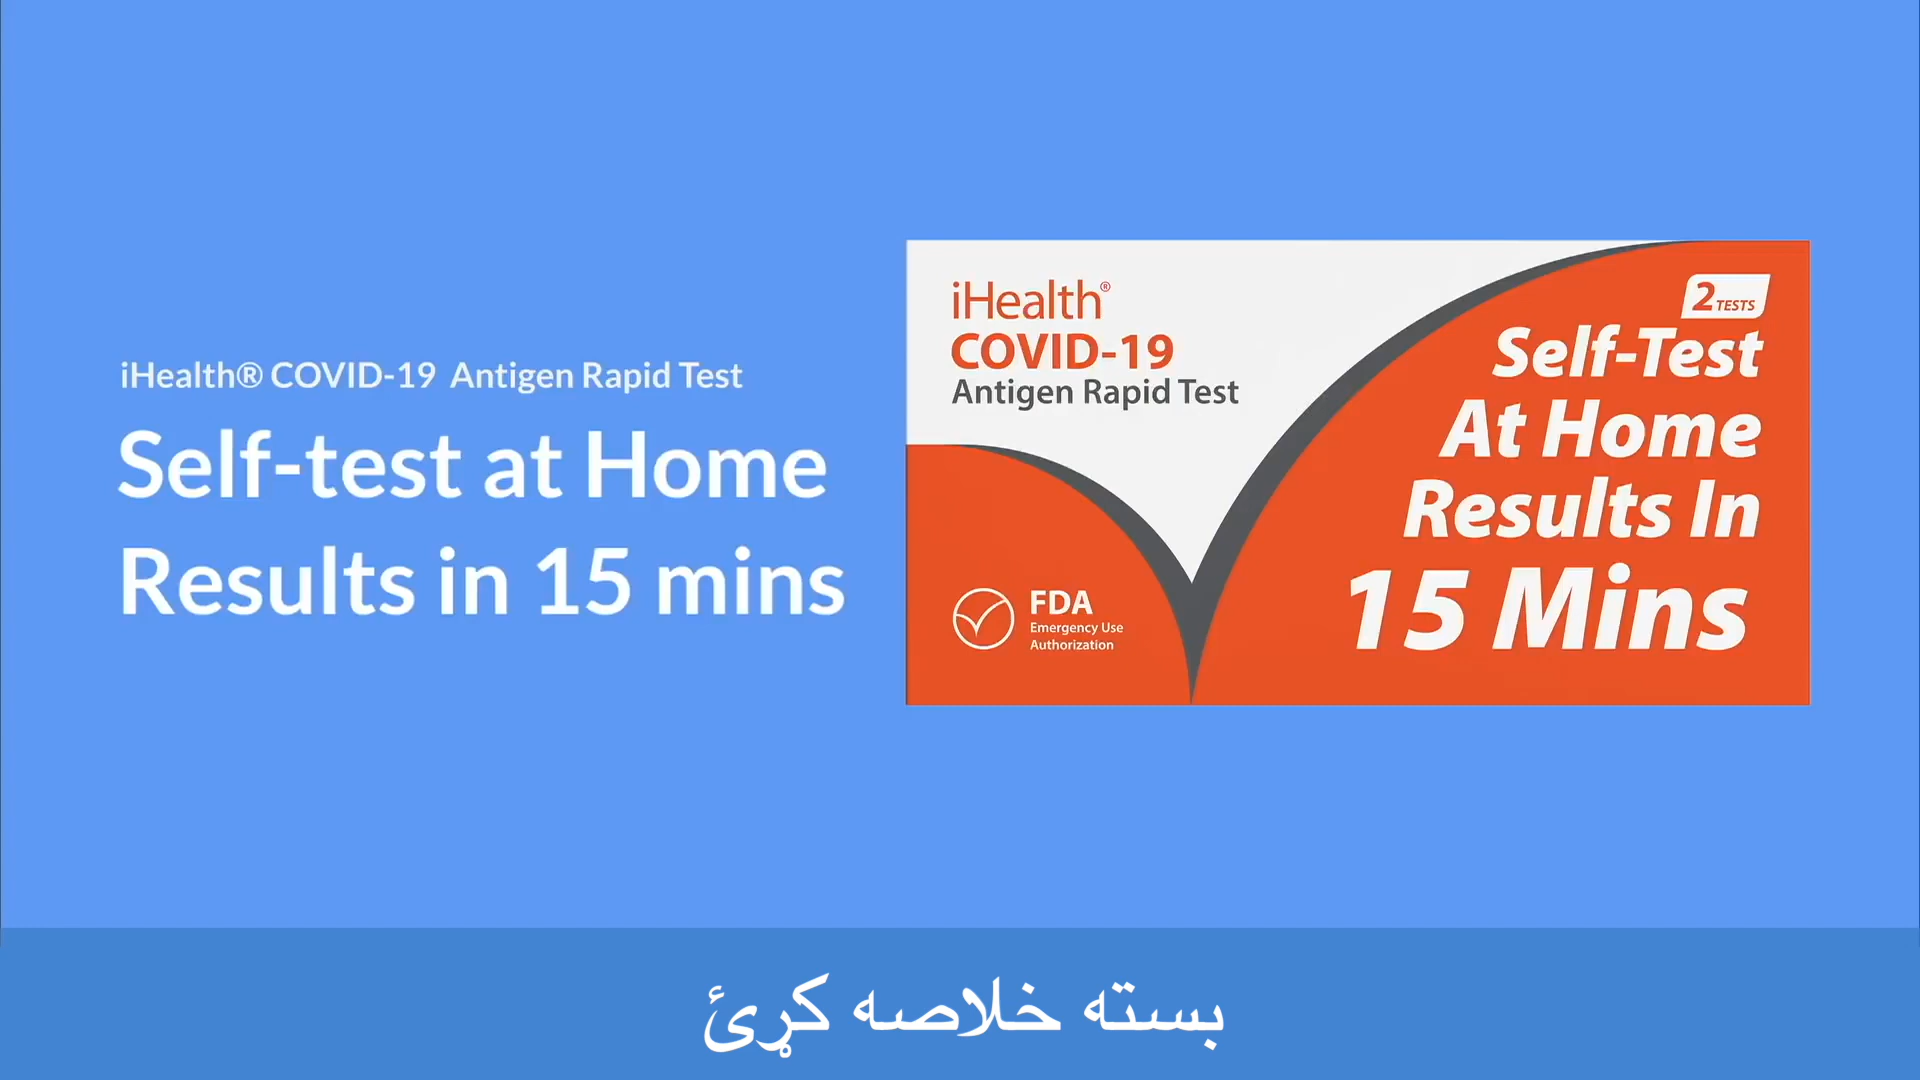 iHealth® COVID-19 Antigen Rapid Test
Self-test at Home
Results in 15 mins
iHealth®
COVID-19
Antigen Rapid Test
FDA
Emergency Use
Authorization
2 TESTS
Self-Test
At Home
Results In
15 Mins
بسته خلاصه کړئ